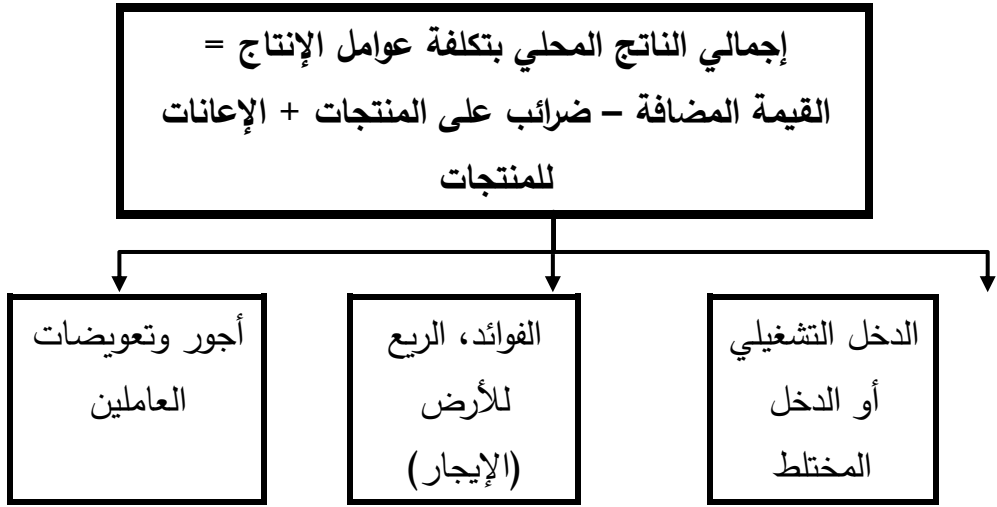 إجمالي الناتج المحلي بتكلفة عوامل الإنتاج =
القيمة المضافة – ضرائب على المنتجات + الإعانات
للمنتجات
الدخل التشغيلي
أو الدخل
المختلط
الفوائد، الريع
للأرض
(الإيجار)
أجور وتعويضات
العاملين